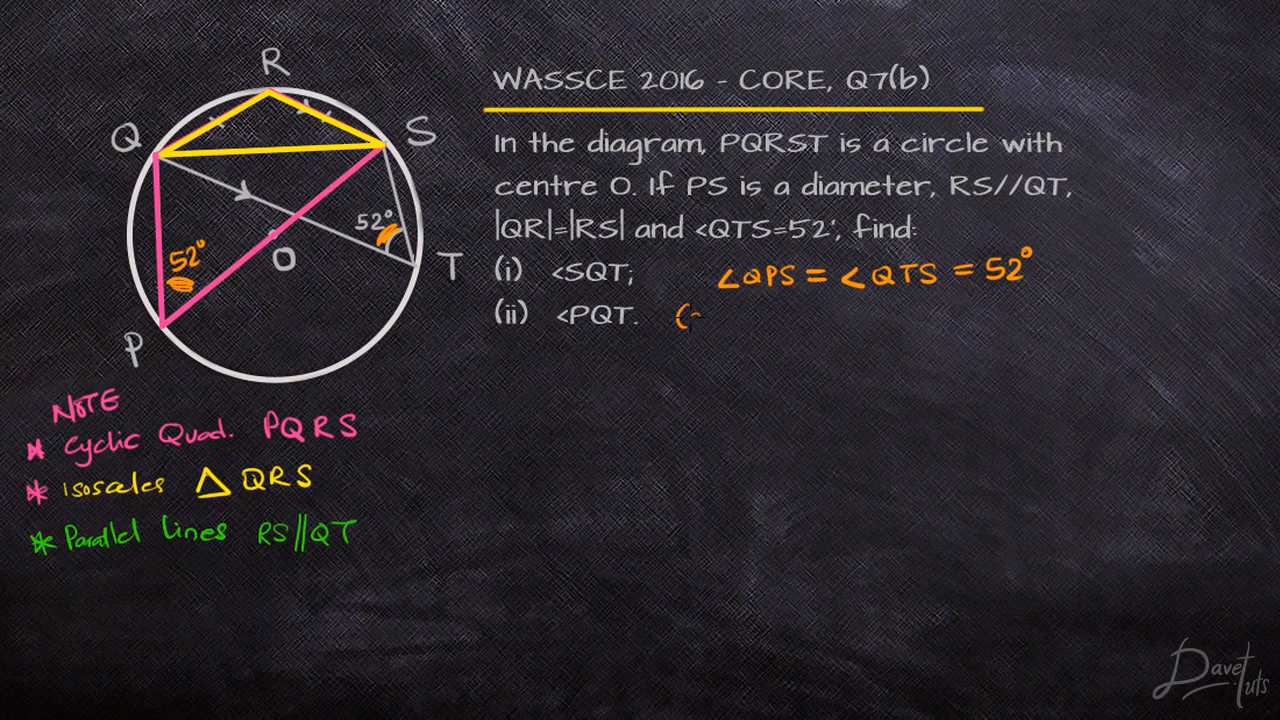 R
Q
S
52°
52°
O
T
P
WASSCE 2016 - CORE, Q7(b)
In the diagram, PQRST is a circle with
centre O. If PS is a diameter, RS//QT,
|QR|=|RS| and <QTS=52°, find:
(i) <SQT; ∠QPS = ∠QTS = 52°
(ii) <PQT. (
NOTE
* Cyclic Quad. PQRS
* isosceles Δ QRS
* Parallel lines RS||QT
Davet
Tuts